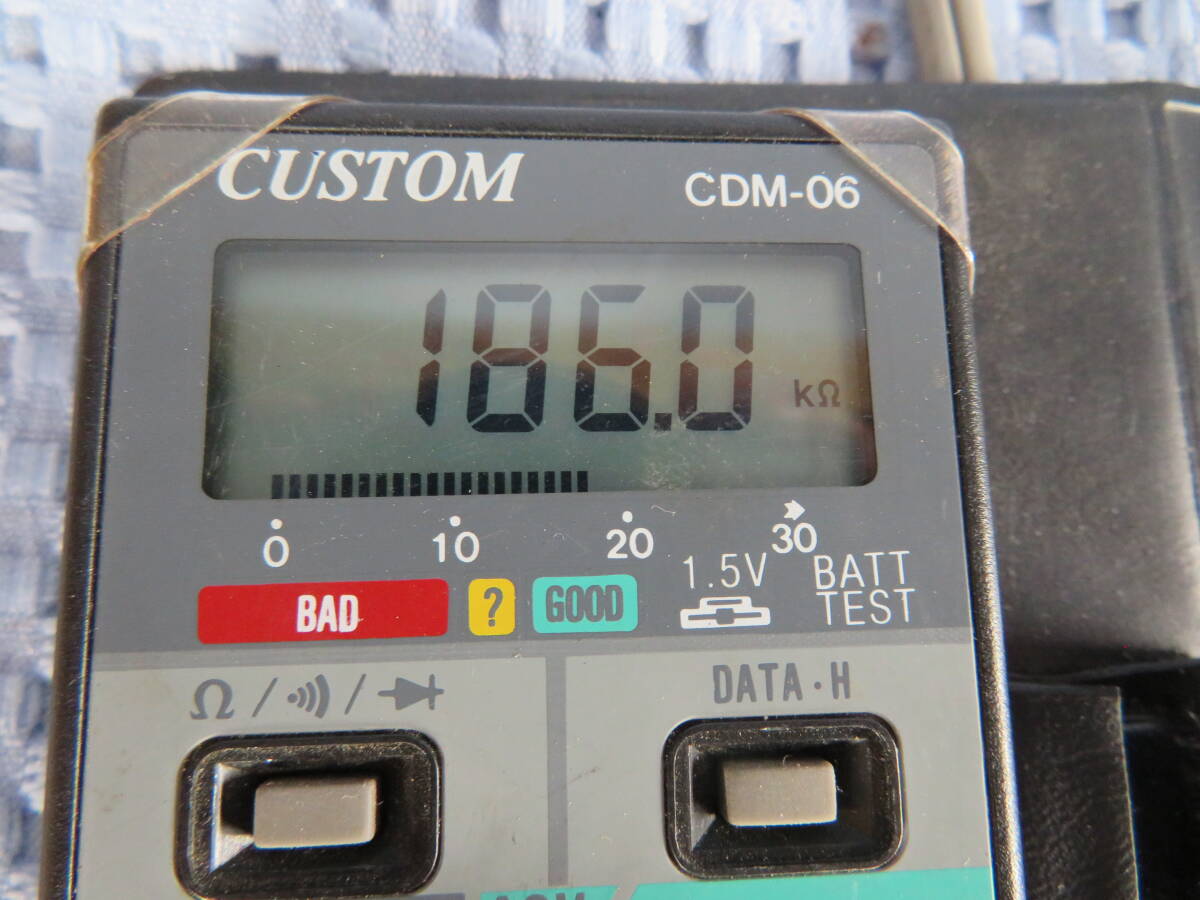 CUSTOM CDM-06
186.0 kΩ
0 10 20 30
BAD ? GOOD 1.5V BATT
TEST
Ω / / DATA·H